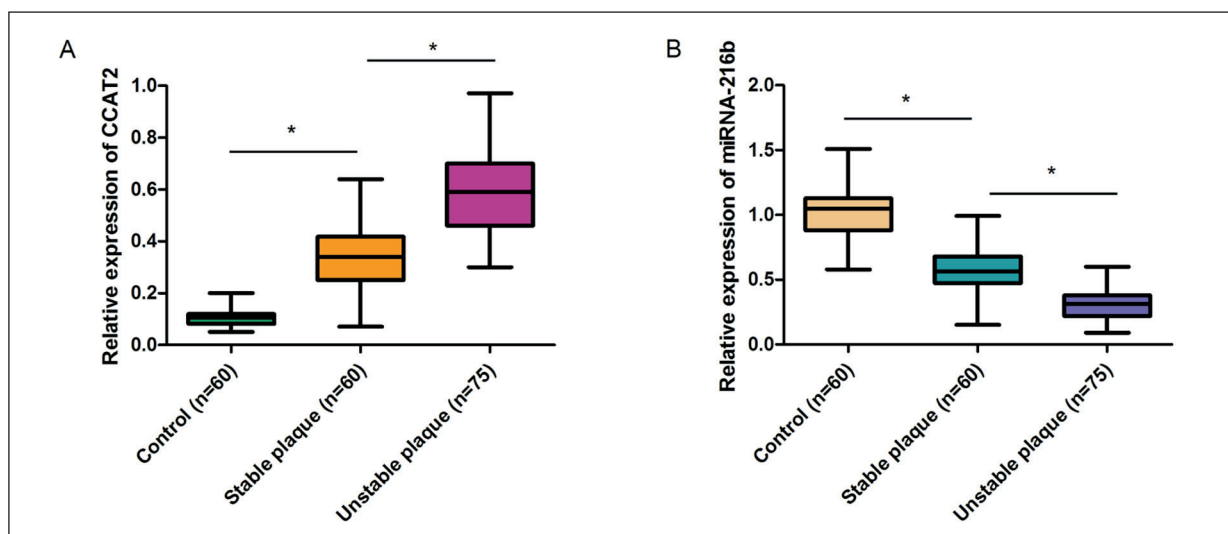 A
Relative expression of CCAT2
1.0
0.8
0.6
0.4
0.2
0.0
*
*
Control (n=60)
Stable plaque (n=60)
Unstable plaque (n=75)
B
Relative expression of miRNA-216b
2.0
1.5
1.0
0.5
0.0
*
*
Control (n=60)
Stable plaque (n=60)
Unstable plaque (n=75)